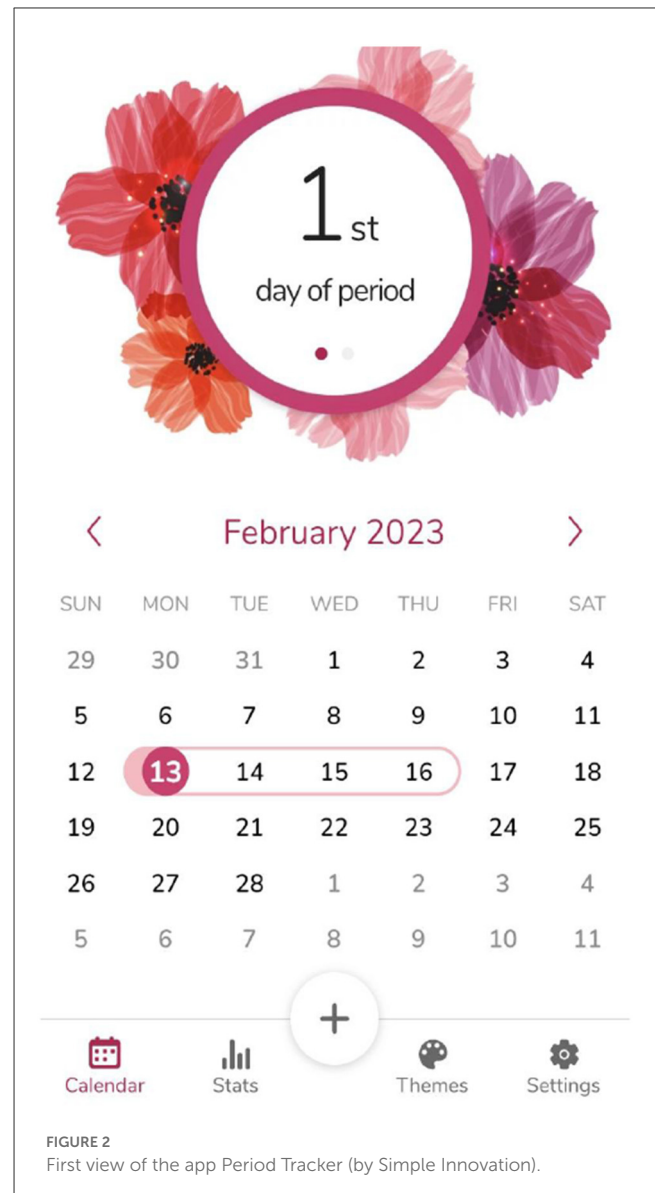 1 st
day of period
February 2023
SUN MON TUE WED THU FRI SAT
29 30 31 1 2 3 4
5 6 7 8 9 10 11
12 13 14 15 16 17 18
19 20 21 22 23 24 25
26 27 28 1 2 3 4
5 6 7 8 9 10 11
+
Calendar Stats Themes Settings
FIGURE 2
First view of the app Period Tracker (by Simple Innovation).